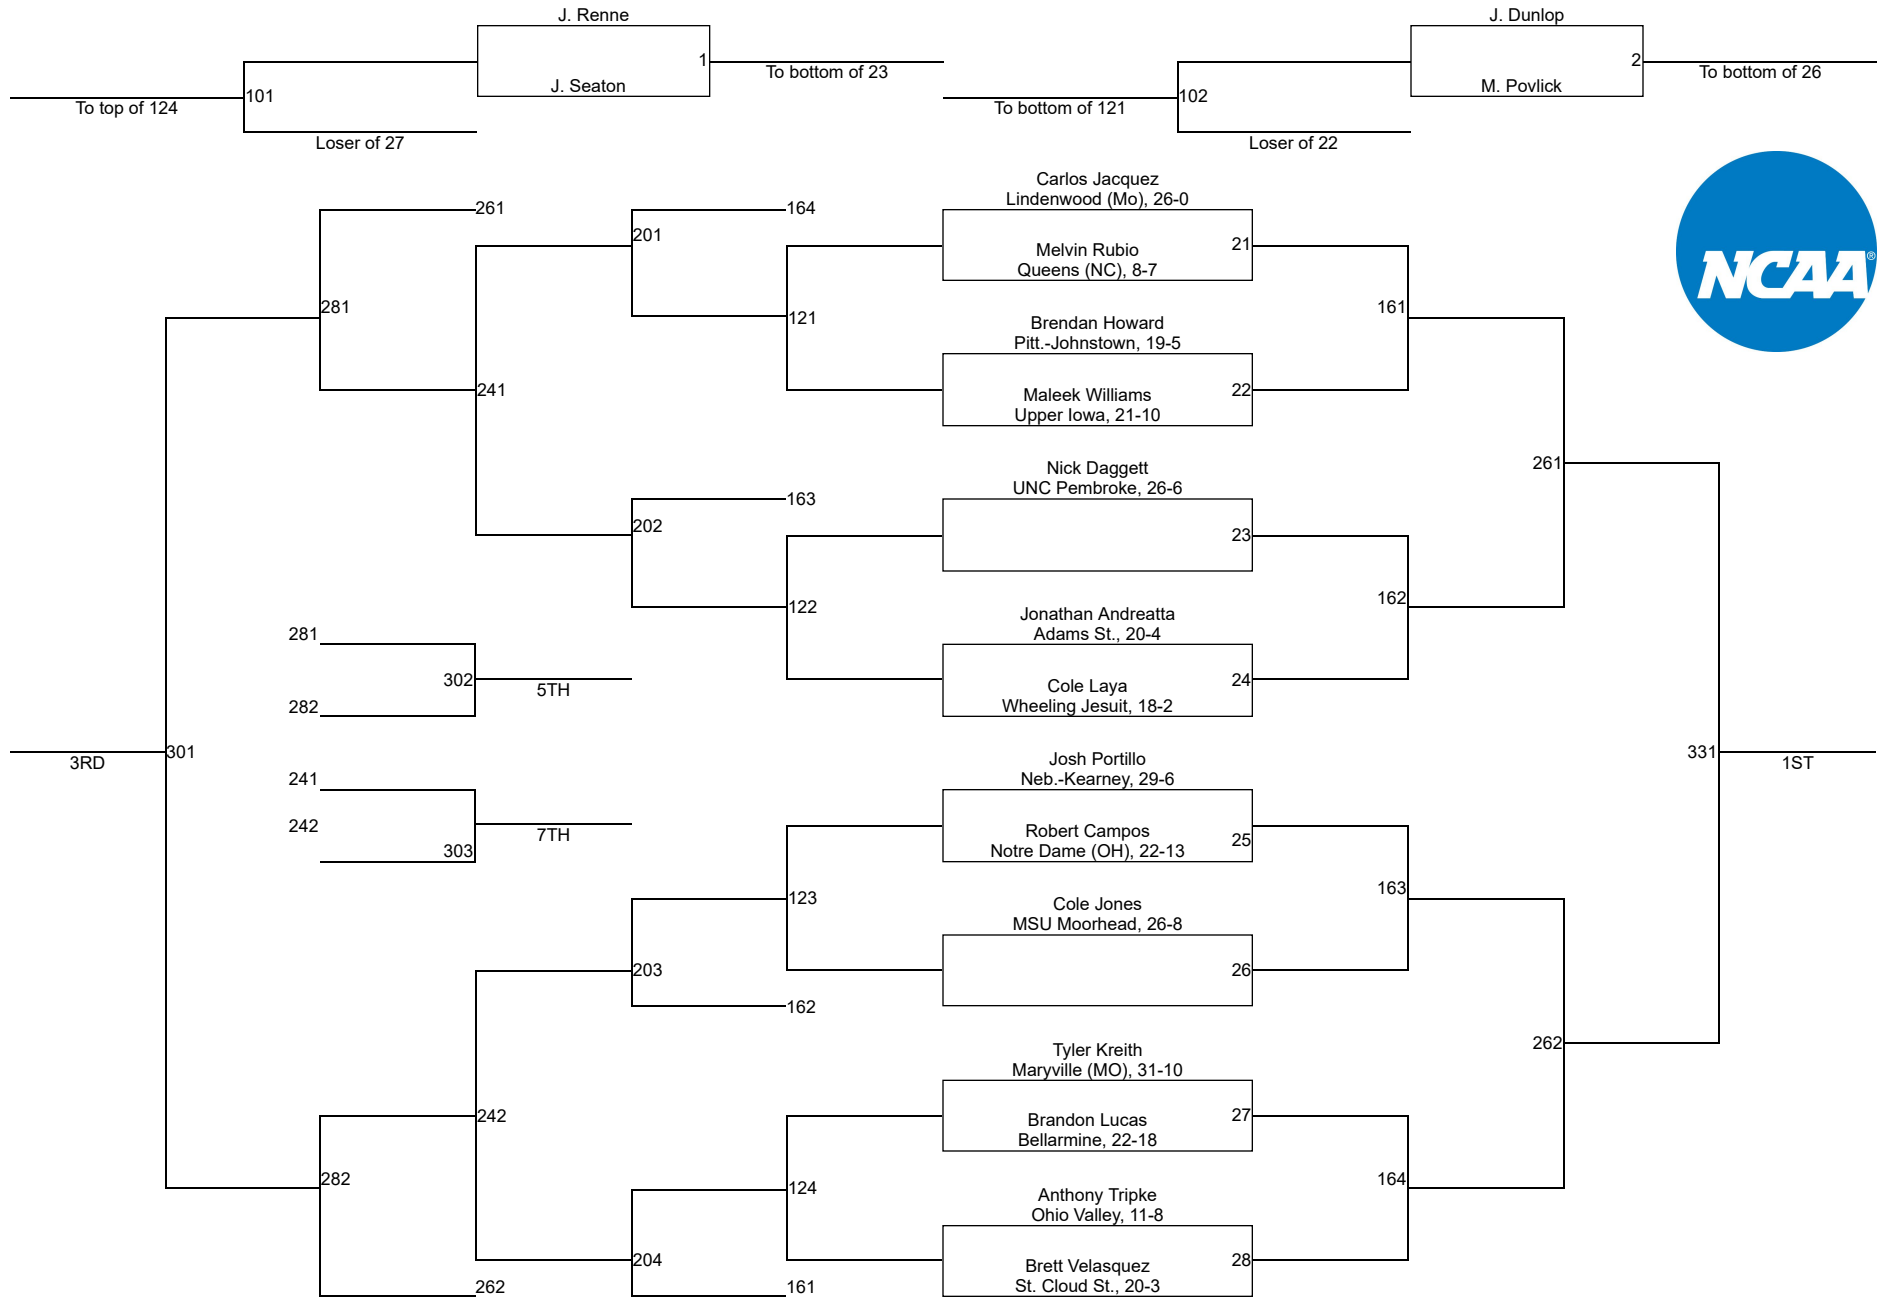 J. Renne
1
J. Seaton
To bottom of 23
101
To top of 124
Loser of 27
J. Dunlop
2
M. Povlick
To bottom of 26
102
To bottom of 121
Loser of 22
NCAA®
Carlos Jacquez
Lindenwood (Mo), 26-0
Melvin Rubio
Queens (NC), 8-7
21
Brendan Howard
Pitt.-Johnstown, 19-5
Maleek Williams
Upper Iowa, 21-10
22
Nick Daggett
UNC Pembroke, 26-6
23
Jonathan Andreatta
Adams St., 20-4
Cole Laya
Wheeling Jesuit, 18-2
24
Josh Portillo
Neb.-Kearney, 29-6
Robert Campos
Notre Dame (OH), 22-13
25
Cole Jones
MSU Moorhead, 26-8
26
Tyler Kreith
Maryville (MO), 31-10
Brandon Lucas
Bellarmine, 22-18
27
Anthony Tripke
Ohio Valley, 11-8
Brett Velasquez
St. Cloud St., 20-3
28
161
162
163
164
261
262
331
1ST
164
121
163
122
123
162
124
161
201
202
203
204
261
241
242
262
281
282
281
302
282
5TH
241
242
303
7TH
301
3RD